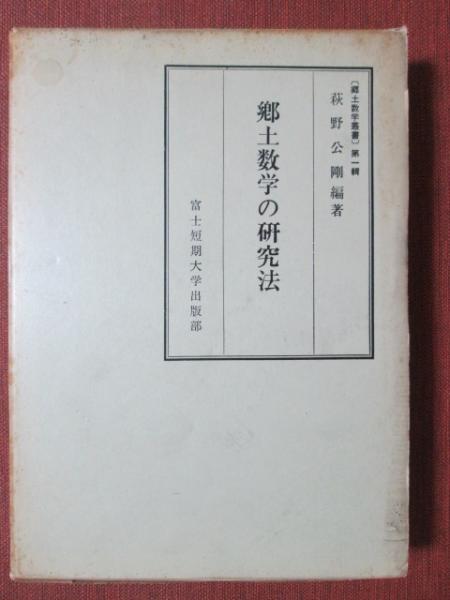 〔郷土数学叢書〕第一輯
萩野公剛編著
郷土数学の研究法
富士短期大学出版部